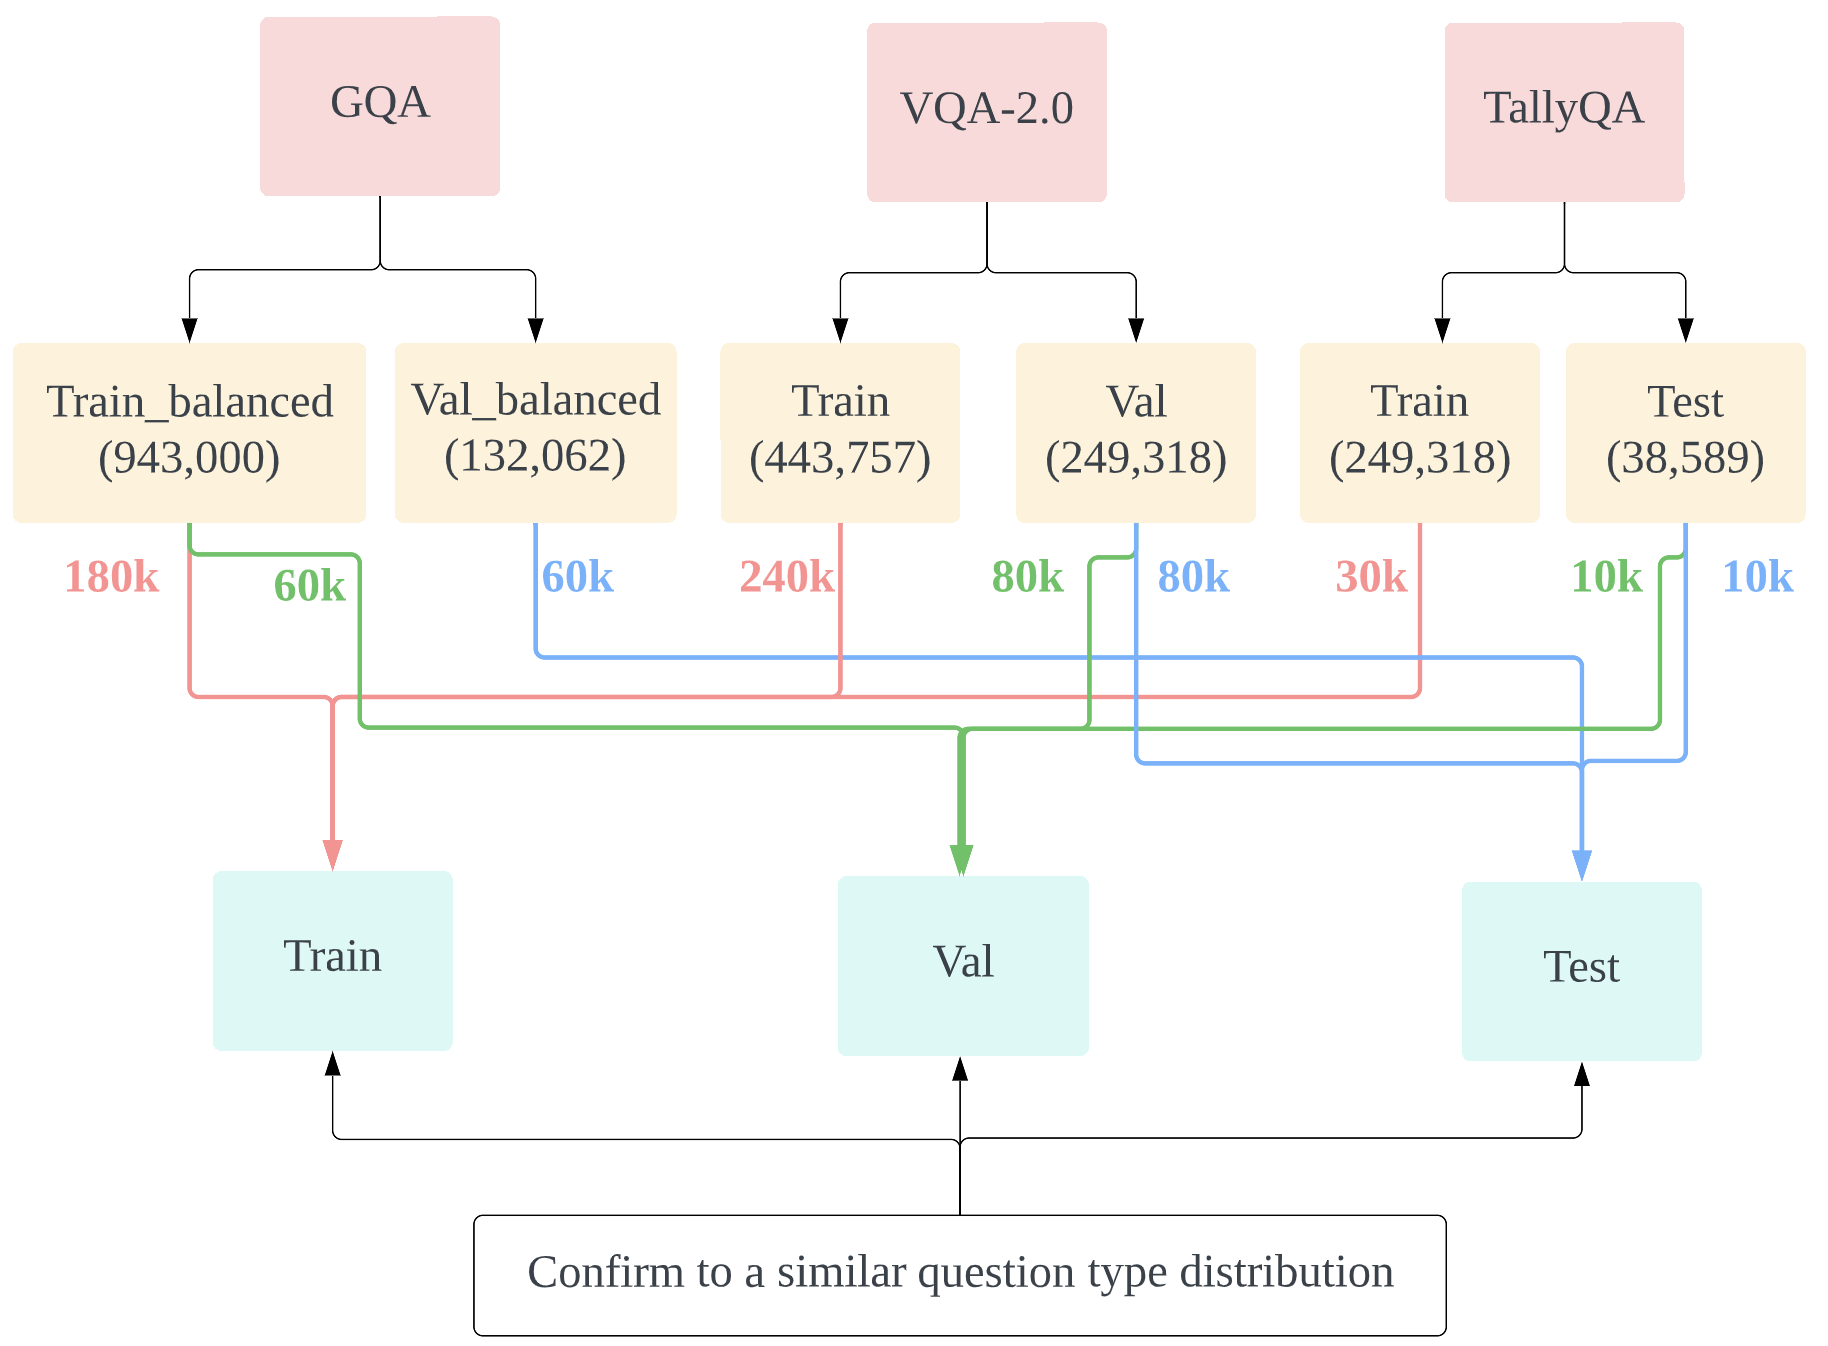 GQA
VQA-2.0
TallyQA
Train_balanced
(943,000)
Val_balanced
(132,062)
Train
(443,757)
Val
(249,318)
Train
(249,318)
Test
(38,589)
180k
60k
60k
240k
80k
80k
30k
10k
10k
Train
Val
Test
Confirm to a similar question type distribution